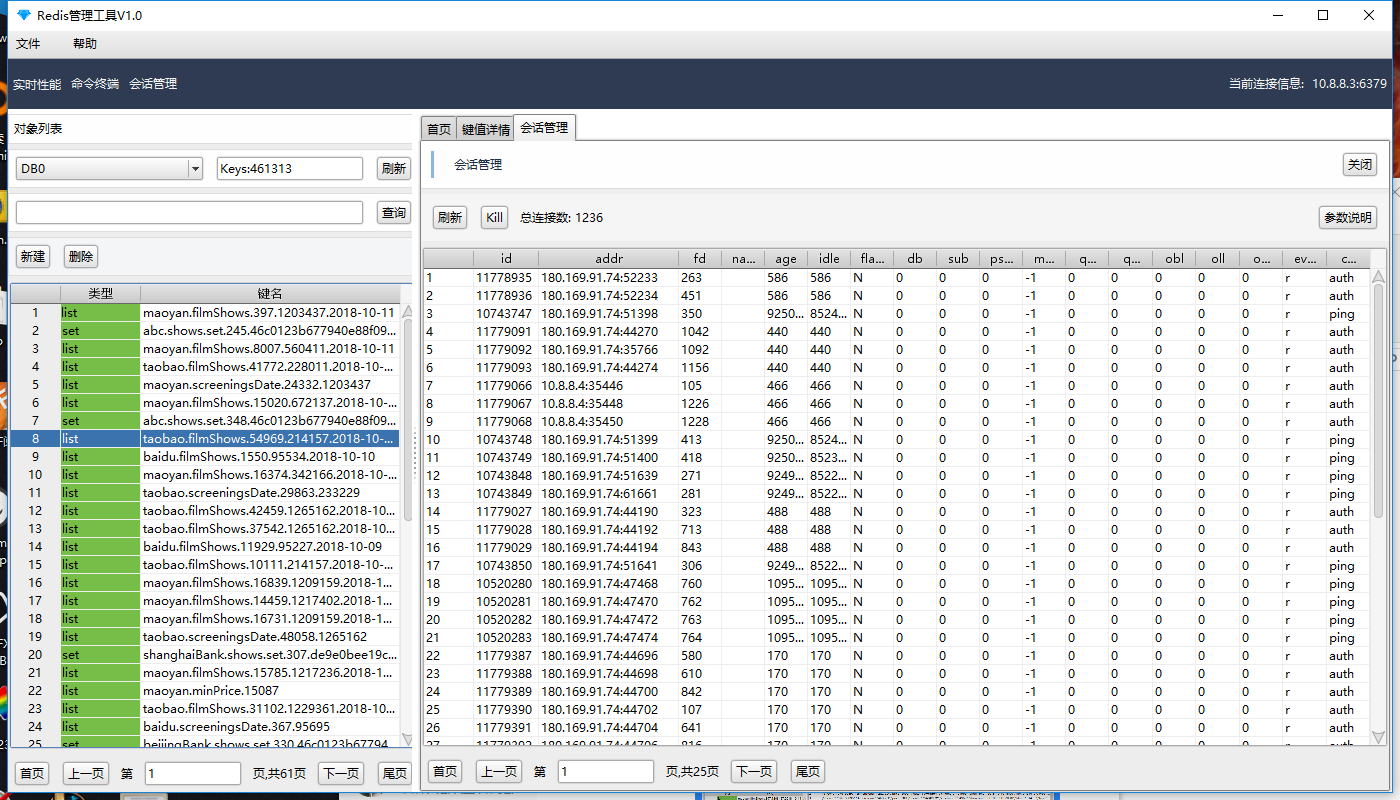 Redis管理工具V1.0
文件 帮助
实时性能 命令终端 会话管理 当前连接信息: 10.8.8.3:6379
对象列表
DB0 Keys:461313 刷新
查询
新建 删除
类型 键名
1 list maoyan.filmShows.397.1203437.2018-10-11
2 set abc.shows.set.245.46c0123b677940e88f09...
3 list maoyan.filmShows.8007.560411.2018-10-11
4 list taobao.filmShows.41772.228011.2018-10-...
5 list maoyan.screeningsDate.24332.1203437
6 list maoyan.filmShows.15020.672137.2018-10-...
7 set abc.shows.set.348.46c0123b677940e88f09...
8 list taobao.filmShows.54969.214157.2018-10-...
9 list baidu.filmShows.1550.95534.2018-10-10
10 list maoyan.filmShows.16374.342166.2018-10-...
11 list taobao.screeningsDate.29863.233229
12 list taobao.filmShows.42459.1265162.2018-10...
13 list taobao.filmShows.37542.1265162.2018-10...
14 list baidu.filmShows.11929.95227.2018-10-09
15 list taobao.filmShows.10111.214157.2018-10-...
16 list maoyan.filmShows.16839.1209159.2018-1...
17 list maoyan.filmShows.14459.1217402.2018-1...
18 list maoyan.filmShows.16731.1209159.2018-1...
19 list taobao.screeningsDate.48058.1265162
20 set shanghaiBank.shows.set.307.de9e0bee19c...
21 list maoyan.filmShows.15785.1217236.2018-1...
22 list maoyan.minPrice.15087
23 list taobao.filmShows.31102.1229361.2018-10...
24 list baidu.screeningsDate.367.95695
25 set beijingBank.shows.set.330.46c0123b67794...
首页 上一页 第 1 页,共61页 下一页 尾页
首页 键值详情 会话管理
会话管理 关闭
刷新 Kill 总连接数: 1236 参数说明
id addr fd na... age idle fla... db sub ps... m... q... q... obl oll o... ev... c...
1 11778935 180.169.91.74:52233 263 586 586 N 0 0 0 -1 0 0 0 0 0 r auth
2 11778936 180.169.91.74:52234 451 586 586 N 0 0 0 -1 0 0 0 0 0 r auth
3 10743747 180.169.91.74:51398 350 9250... 8524... N 0 0 0 -1 0 0 0 0 0 r ping
4 11779091 180.169.91.74:44270 1042 440 440 N 0 0 0 -1 0 0 0 0 0 r auth
5 11779092 180.169.91.74:35766 1092 440 440 N 0 0 0 -1 0 0 0 0 0 r auth
6 11779093 180.169.91.74:44274 1156 440 440 N 0 0 0 -1 0 0 0 0 0 r auth
7 11779066 10.8.8.4:35446 105 466 466 N 0 0 0 -1 0 0 0 0 0 r auth
8 11779067 10.8.8.4:35448 1226 466 466 N 0 0 0 -1 0 0 0 0 0 r auth
9 11779068 10.8.8.4:35450 1228 466 466 N 0 0 0 -1 0 0 0 0 0 r auth
10 10743748 180.169.91.74:51399 413 9250... 8524... N 0 0 0 -1 0 0 0 0 0 r ping
11 10743749 180.169.91.74:51400 418 9250... 8523... N 0 0 0 -1 0 0 0 0 0 r ping
12 10743848 180.169.91.74:51639 271 9249... 8522... N 0 0 0 -1 0 0 0 0 0 r ping
13 10743849 180.169.91.74:61661 281 9249... 8522... N 0 0 0 -1 0 0 0 0 0 r ping
14 11779027 180.169.91.74:44190 323 488 488 N 0 0 0 -1 0 0 0 0 0 r auth
15 11779028 180.169.91.74:44192 713 488 488 N 0 0 0 -1 0 0 0 0 0 r auth
16 11779029 180.169.91.74:44194 843 488 488 N 0 0 0 -1 0 0 0 0 0 r auth
17 10743850 180.169.91.74:51641 306 9249... 8522... N 0 0 0 -1 0 0 0 0 0 r ping
18 10520280 180.169.91.74:47468 760 1095... 1095... N 0 0 0 -1 0 0 0 0 0 r ping
19 10520281 180.169.91.74:47470 762 1095... 1095... N 0 0 0 -1 0 0 0 0 0 r ping
20 10520282 180.169.91.74:47472 763 1095... 1095... N 0 0 0 -1 0 0 0 0 0 r ping
21 10520283 180.169.91.74:47474 764 1095... 1095... N 0 0 0 -1 0 0 0 0 0 r ping
22 11779387 180.169.91.74:44696 580 170 170 N 0 0 0 -1 0 0 0 0 0 r auth
23 11779388 180.169.91.74:44698 610 170 170 N 0 0 0 -1 0 0 0 0 0 r auth
24 11779389 180.169.91.74:44700 842 170 170 N 0 0 0 -1 0 0 0 0 0 r auth
25 11779390 180.169.91.74:44702 107 170 170 N 0 0 0 -1 0 0 0 0 0 r auth
26 11779391 180.169.91.74:44704 641 170 170 N 0 0 0 -1 0 0 0 0 0 r auth
首页 上一页 第 1 页,共25页 下一页 尾页